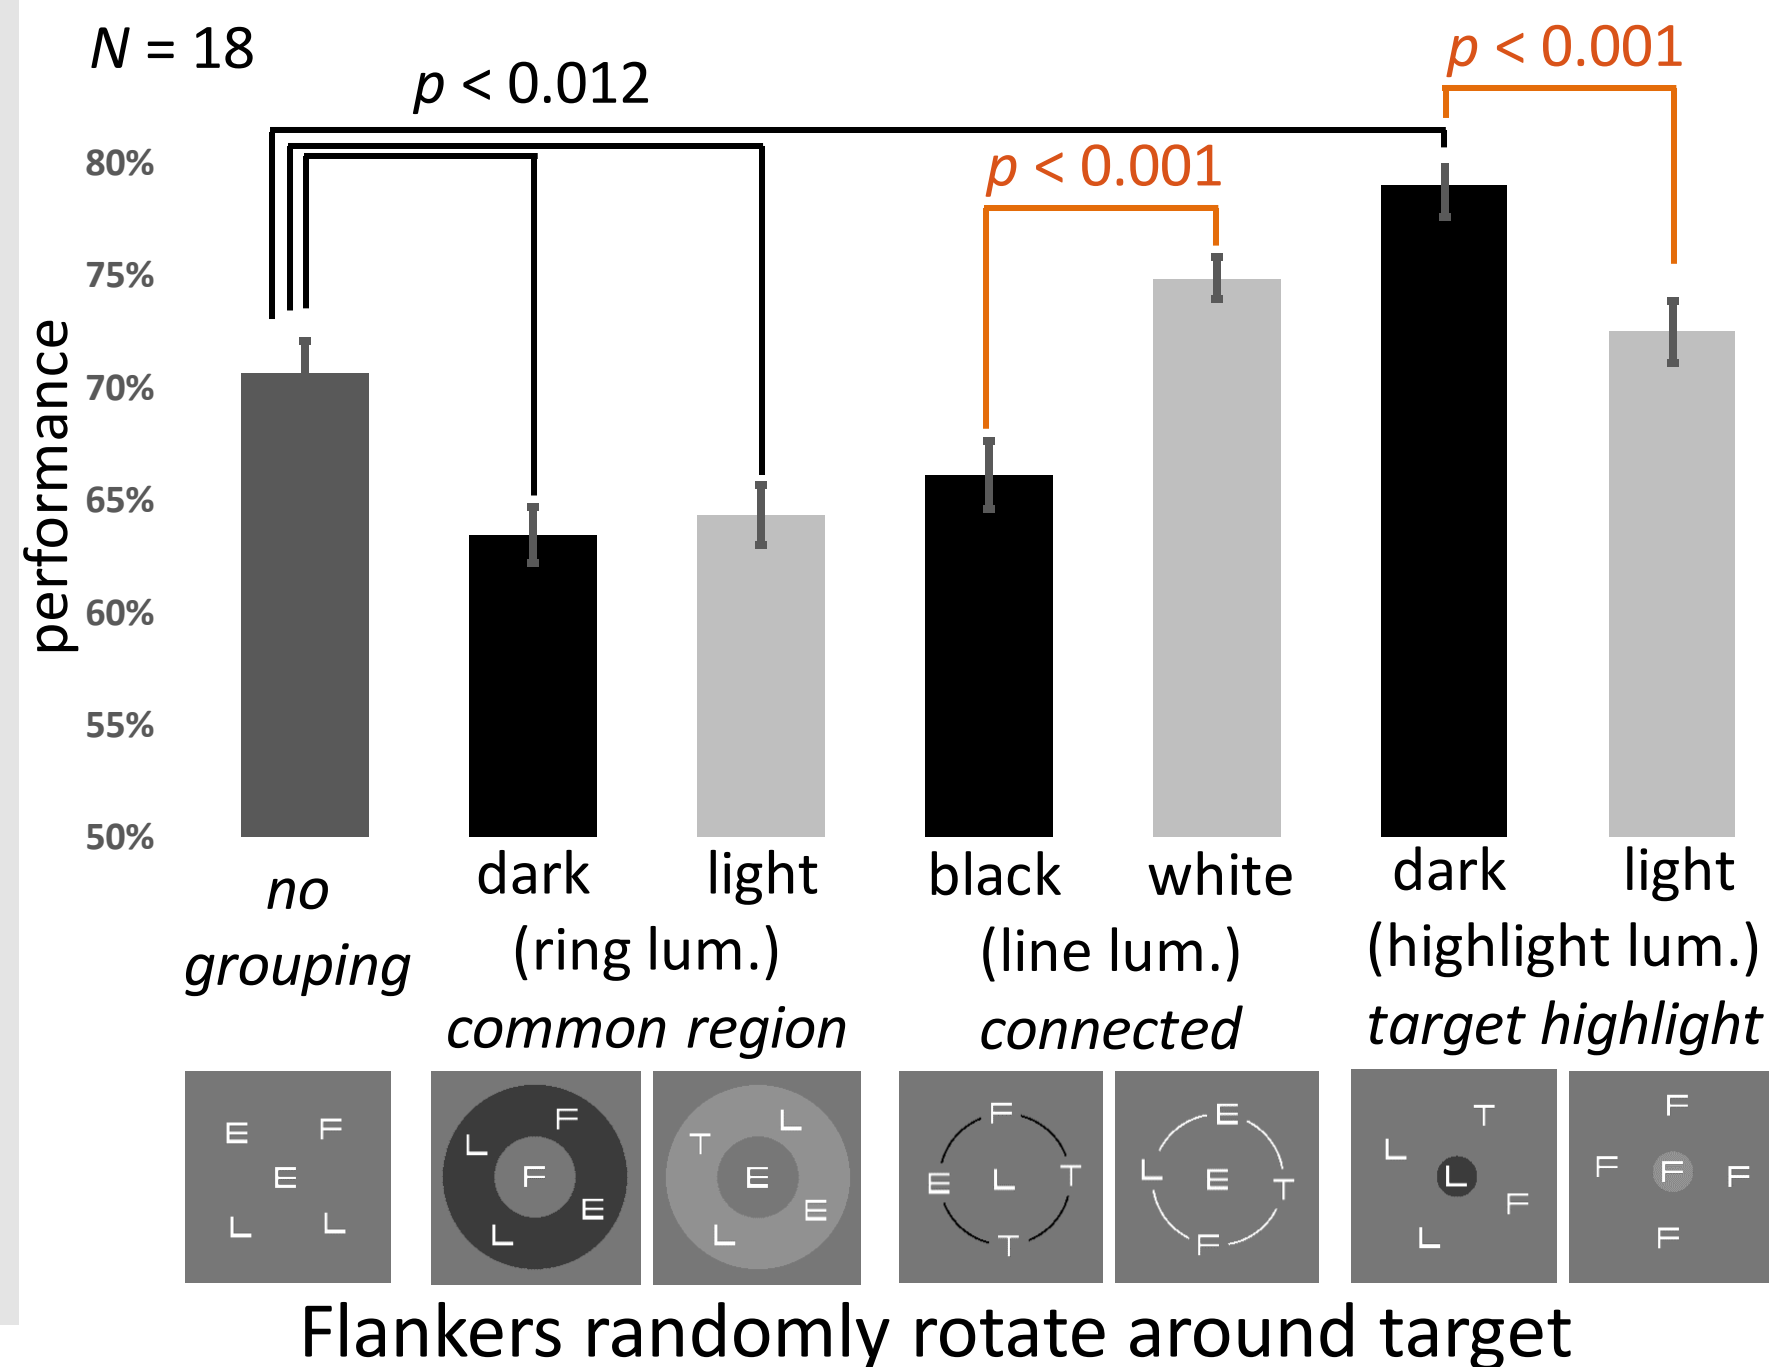 N = 18
p < 0.012
p < 0.001
p < 0.001
performance
80%
75%
70%
65%
60%
55%
50%
no
grouping
dark light
(ring lum.)
common region
black white
(line lum.)
connected
dark light
(highlight lum.)
target highlight
E F
E
L L
F
L
F
E
L
L
T
E
E
L
F
E L T
T
E
L E T
F
T
L
L
F
L
F
F F F
F
Flankers randomly rotate around target